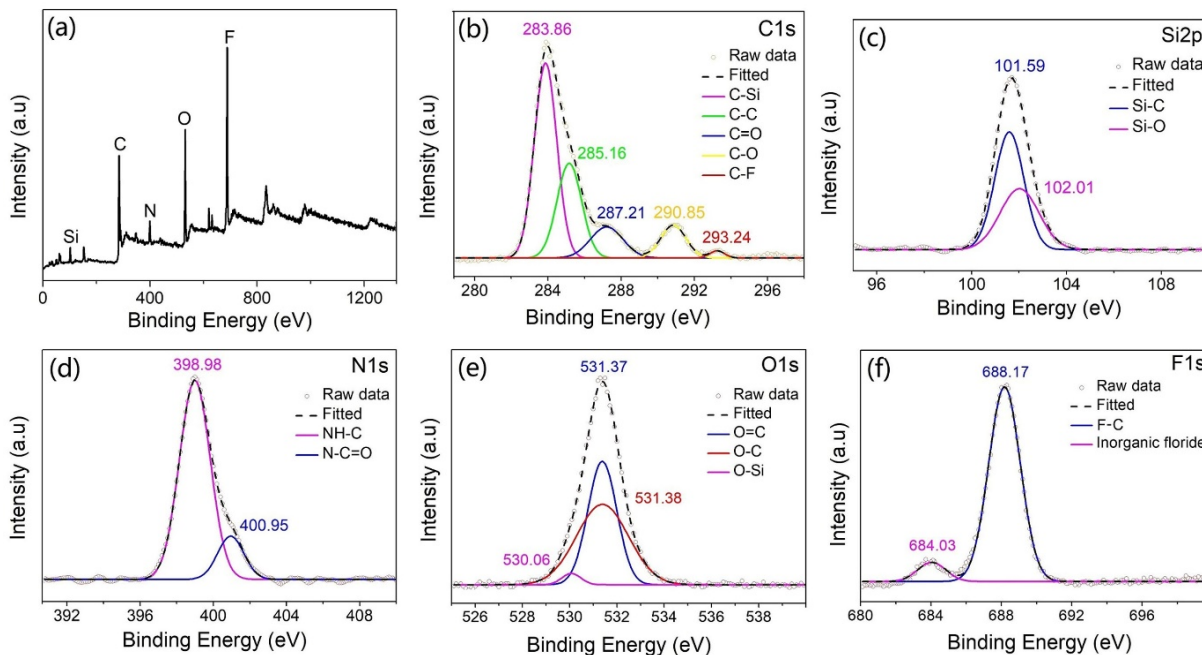 (a)
F
O
C
N
Si
Intensity (a.u)
0 400 800 1200
Binding Energy (eV)
(b)
C1s
283.86
Raw data
Fitted
C-Si
C-C
C=O
C-O
C-F
285.16
287.21
290.85
293.24
Intensity (a.u)
280 284 288 292 296
Binding Energy (eV)
(c)
Si2p
101.59
Raw data
Fitted
Si-C
Si-O
102.01
Intensity (a.u)
96 100 104 108
Binding Energy (eV)
(d)
N1s
398.98
Raw data
Fitted
NH-C
N-C=O
400.95
Intensity (a.u)
392 396 400 404 408
Binding Energy (eV)
(e)
O1s
531.37
Raw data
Fitted
O=C
O-C
O-Si
531.38
530.06
Intensity (a.u)
526 528 530 532 534 536 538 540
Binding Energy (eV)
(f)
F1s
688.17
Raw data
Fitted
F-C
Inorganic floride
684.03
Intensity (a.u)
680 684 688 692 696
Binding Energy (eV)